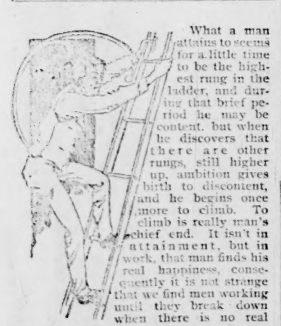 What a man
attains to seems
for a little time
to be the high-
est rung in the
ladder, and dur-
ing that brief pe-
riod he may be
content. but when
he discovers that
there are other
rungs, still higher
up, ambition gives
birth to discontent,
and he begins once
more to climb. To
climb is really man's
chief end. It isn't in
attainment, but in
work, that man finds his
real happiness, conse-
quently it is not strange
that we find men working
until they break down
when there is no real